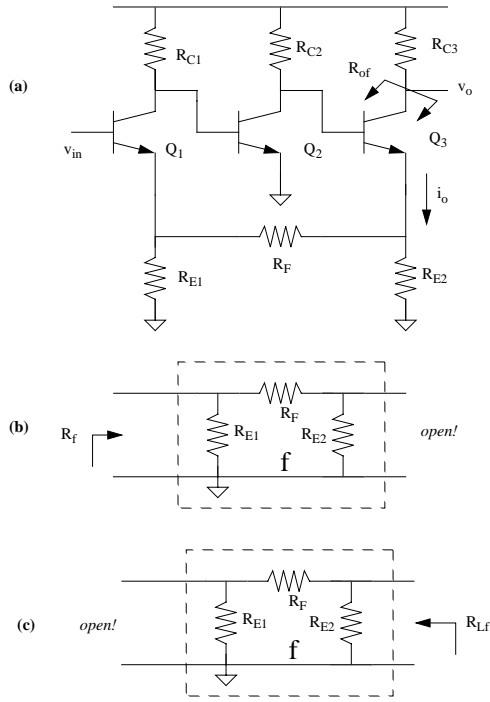 R_C1
R_C2
R_C3
(a)
R_of
v_o
v_in
Q_1
Q_2
Q_3
i_o
R_F
R_E1
R_E2
(b)
R_f
R_F
R_E1
R_E2
open!
f
(c)
open!
R_F
R_E1
R_E2
R_Lf
f